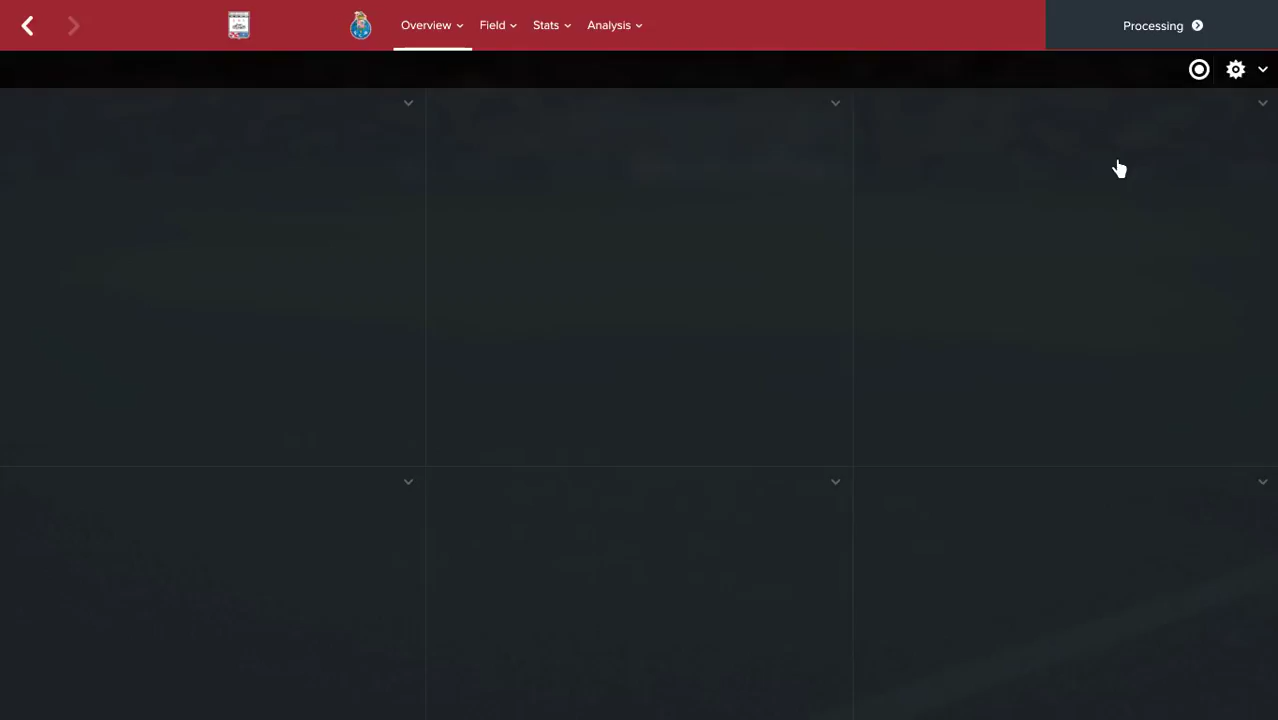 Overview
Field
Stats
Analysis
Processing